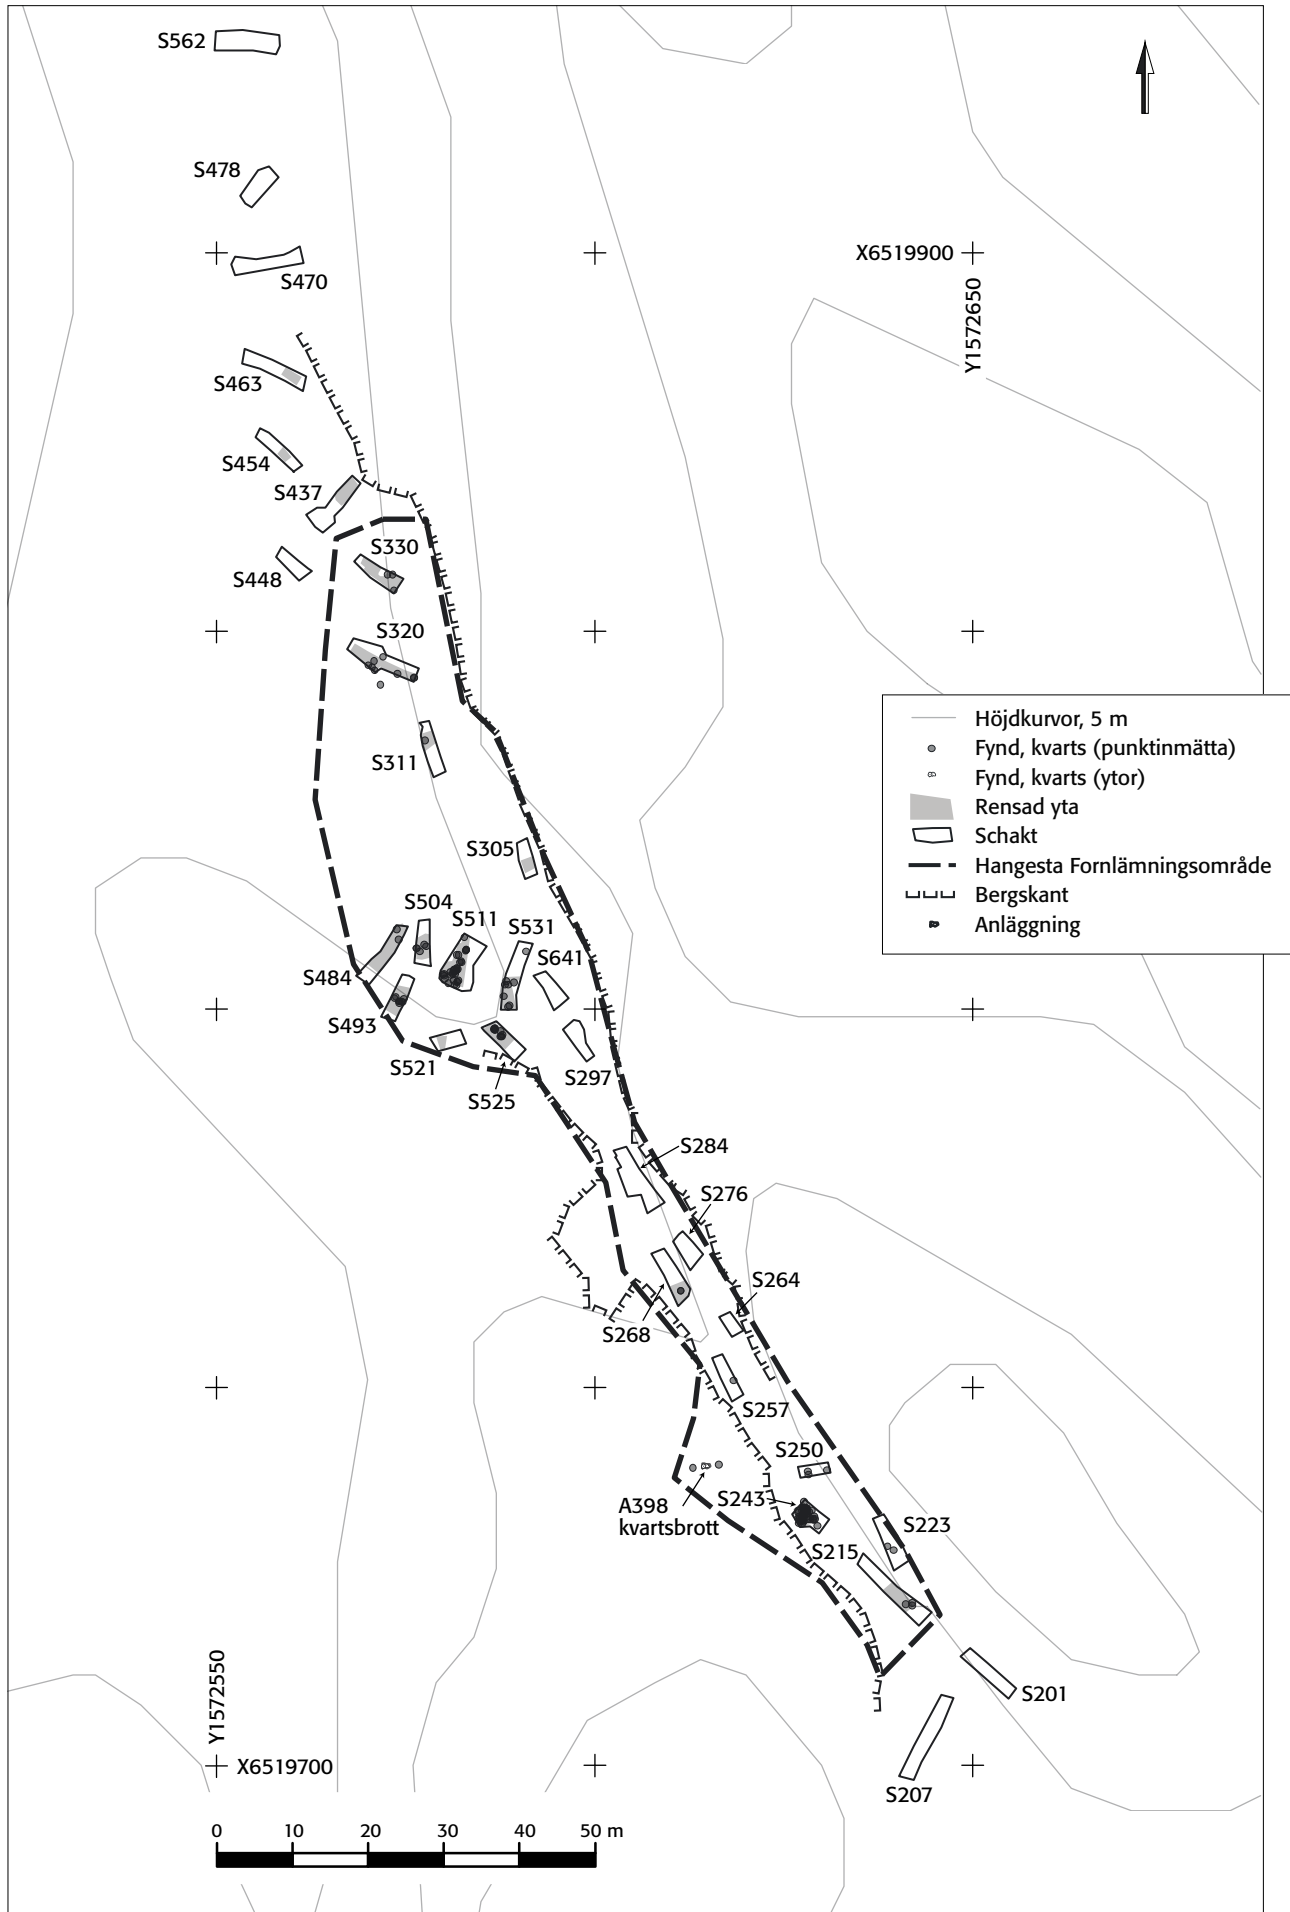 S562
S478
X6519900
S470
Y1572650
S463
S454
S437
S330
S448
S320
Höjdkurvor, 5 m
Fynd, kvarts (punktinmätta)
S311
Fynd, kvarts (ytor)
Rensad yta
Schakt
S305
Hangesta Fornlämningsområde
Bergskant
S504
S511
S531
Anläggning
S641
S484
S493
S521
S297
S525
S284
S276
S264
S268
S257
S250
S243
A398
kvartsbrott
S223
S215
Y1572550
S201
X6519700
S207
0 10 20 30 40 50 m